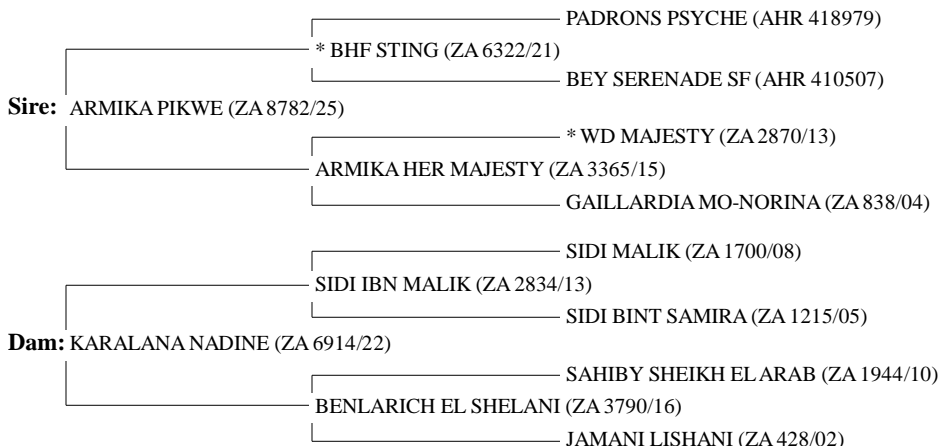 PADRONS PSYCHE (AHR 418979)
* BHF STING (ZA 6322/21)
BEY SERENADE SF (AHR 410507)
Sire: ARMIKA PIKWE (ZA 8782/25)
* WD MAJESTY (ZA 2870/13)
ARMIKA HER MAJESTY (ZA 3365/15)
GAILLARDIA MO-NORINA (ZA 838/04)
SIDI MALIK (ZA 1700/08)
SIDI IBN MALIK (ZA 2834/13)
SIDI BINT SAMIRA (ZA 1215/05)
Dam: KARALANA NADINE (ZA 6914/22)
SAHIBY SHEIKH EL ARAB (ZA 1944/10)
BENLARICH EL SHELANI (ZA 3790/16)
JAMANI LISHANI (ZA 428/02)